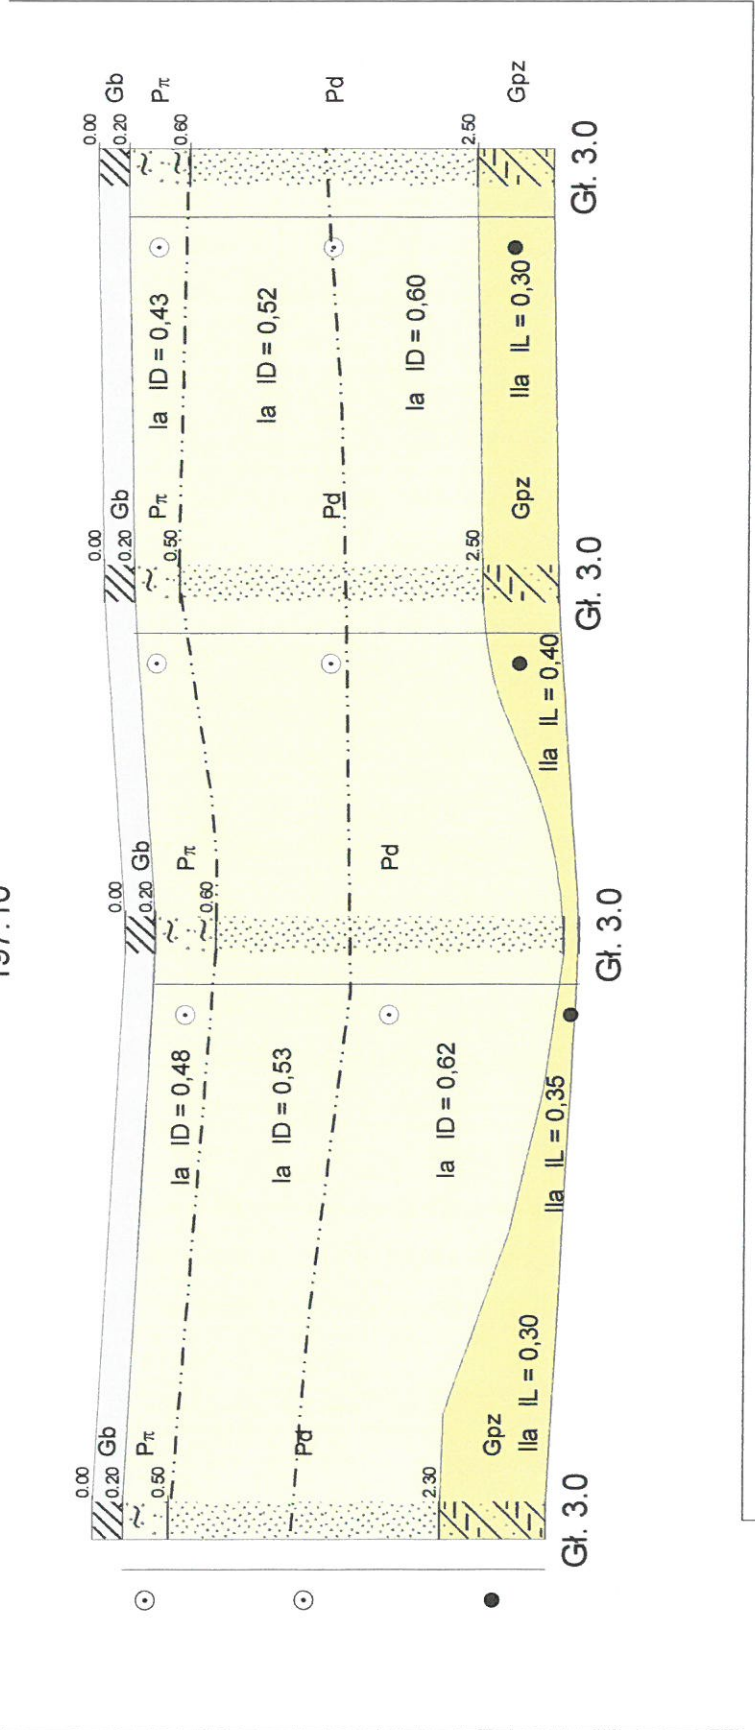 0.00
Gb
0.20
Pπ
0.50
Pd
2.30
Gpz
IIa IL = 0,30
Gł. 3.0
Ia ID = 0,48
Ia ID = 0,53
Ia ID = 0,62
IIa IL = 0,35
0.00
Gb
0.20
Pπ
0.60
Pd
Gł. 3.0
IIa IL = 0,40
0.00
Gb
0.20
Pπ
0.50
Pd
2.50
Gpz
Gł. 3.0
Ia ID = 0,43
Ia ID = 0,52
Ia ID = 0,60
IIa IL = 0,30
0.00
Gb
0.20
Pπ
0.60
Pd
2.50
Gpz
Gł. 3.0